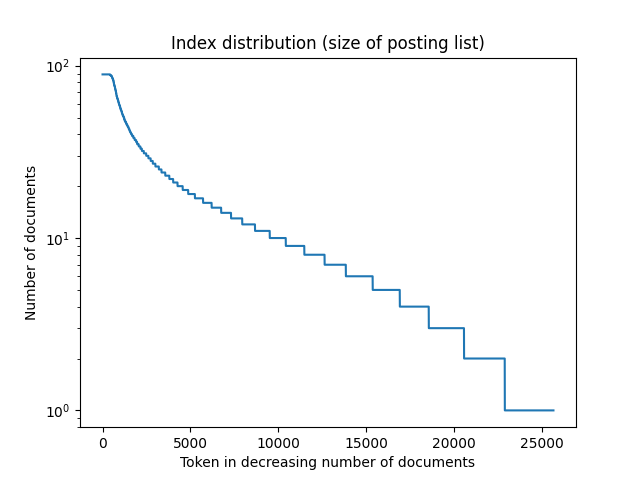 Index distribution (size of posting list)
Number of documents
10²
10¹
10⁰
0 5000 10000 15000 20000 25000
Token in decreasing number of documents